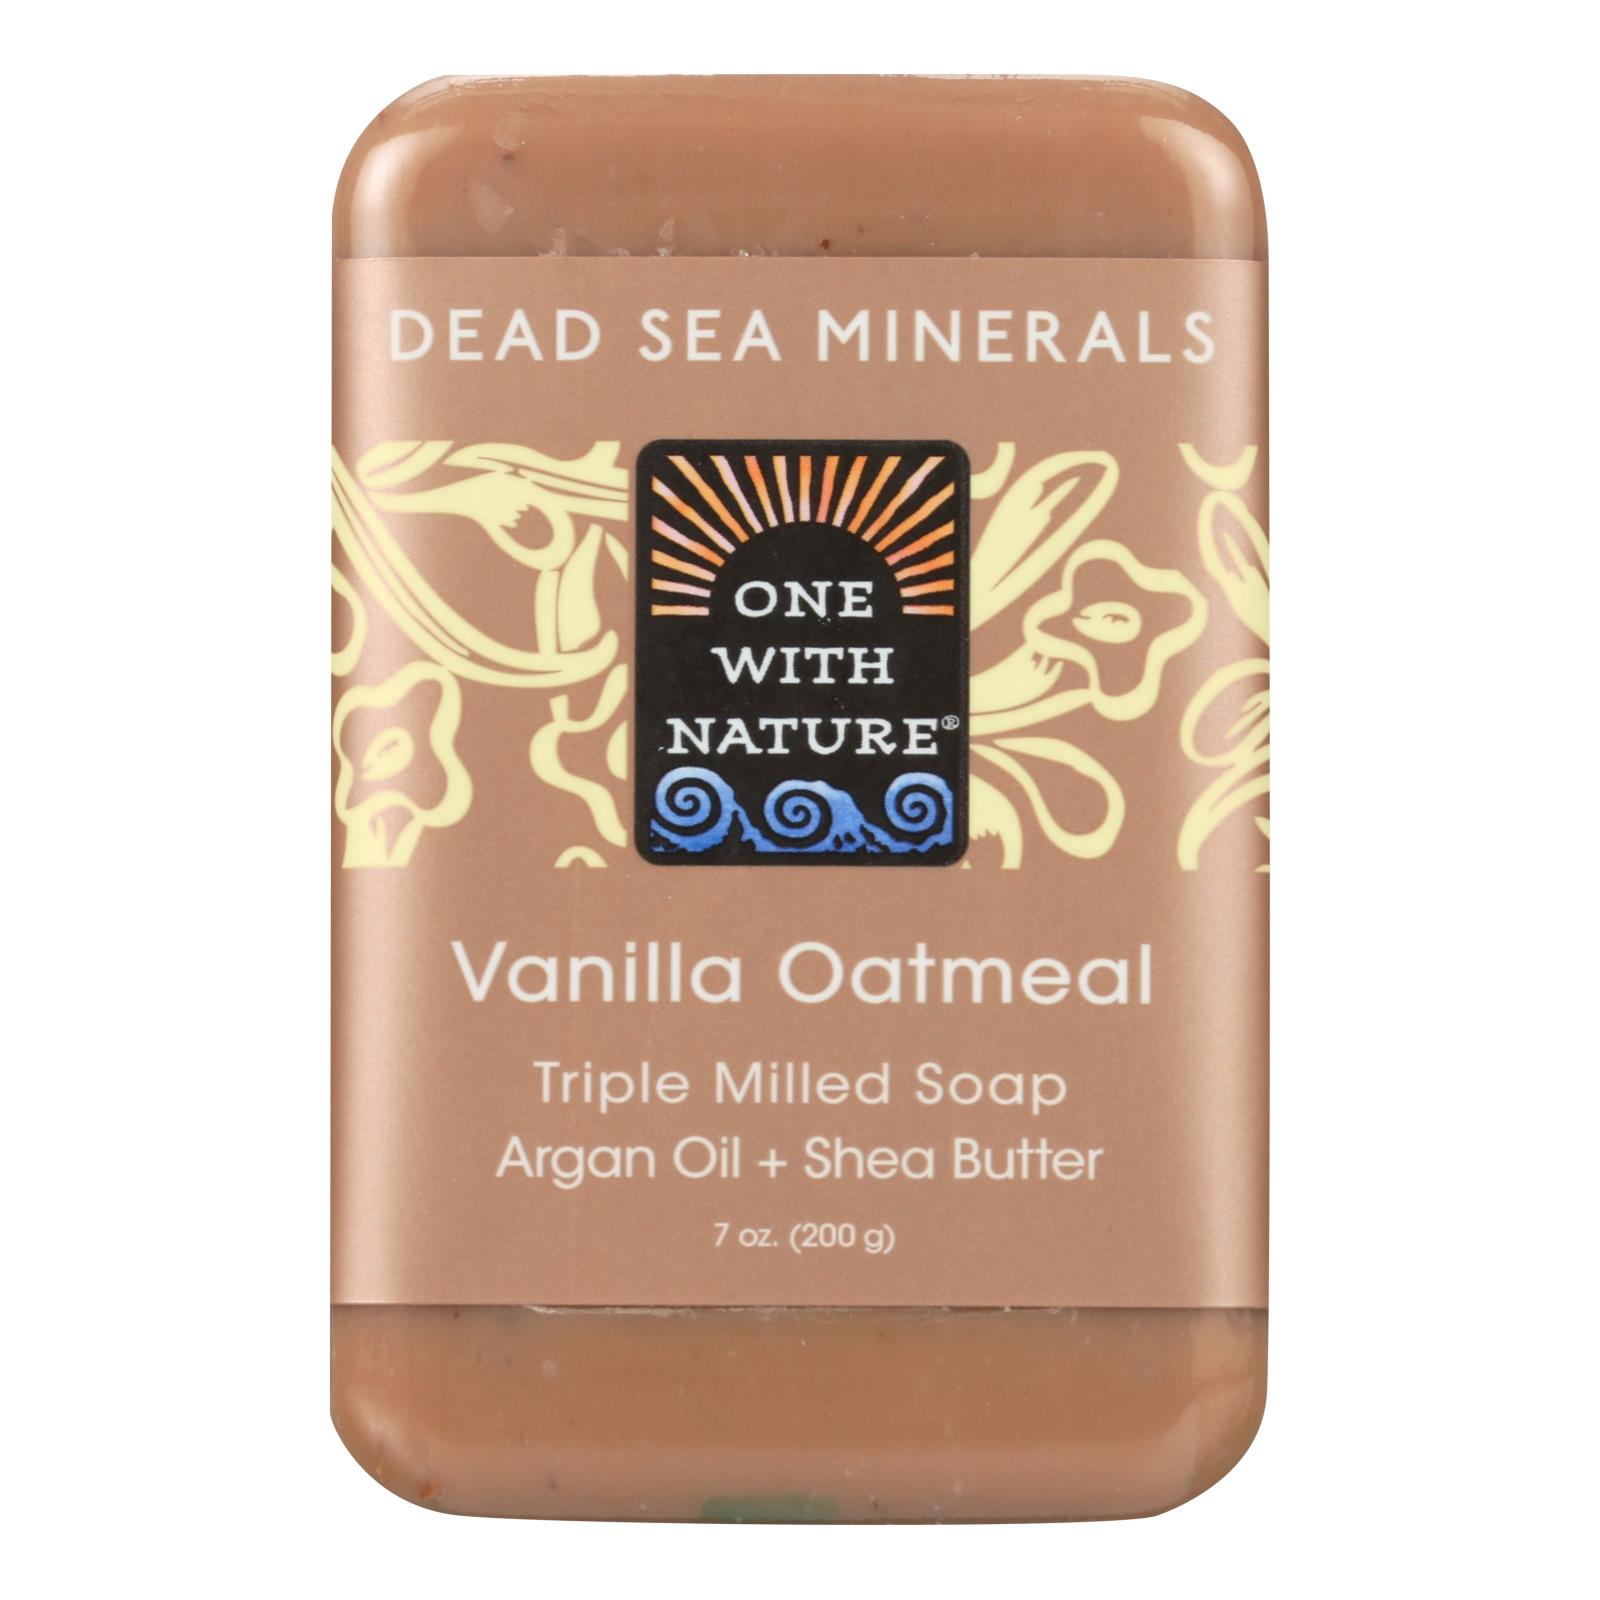 DEAD SEA MINERALS
ONE
WITH
NATURE®
Vanilla Oatmeal
Triple Milled Soap
Argan Oil + Shea Butter
7 oz. (200 g)